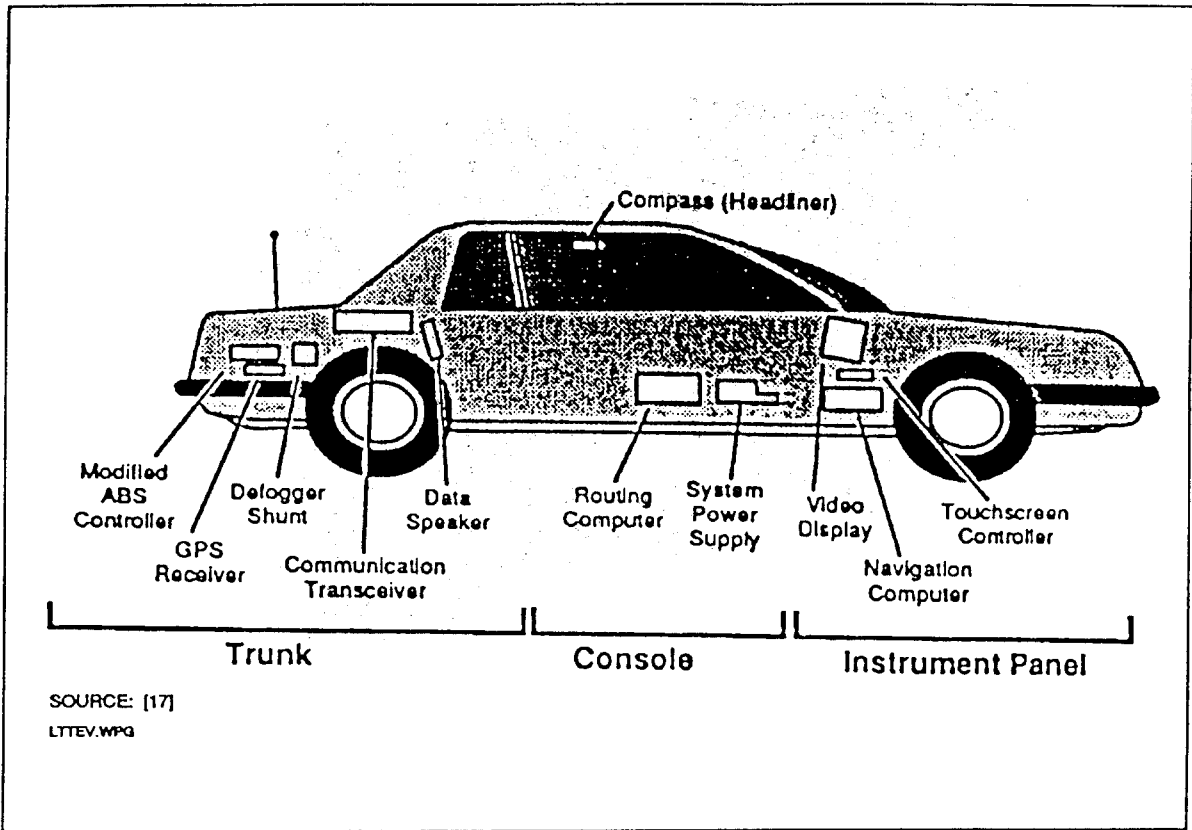 Compass (Headliner)
Modified
ABS
Controller
GPS
Receiver
Defogger
Shunt
Communication
Transceiver
Data
Speaker
Routing
Computer
System
Power
Supply
Video
Display
Navigation
Computer
Touchscreen
Controller
Trunk
Console
Instrument Panel
SOURCE: [17]
LTTEV.WPG